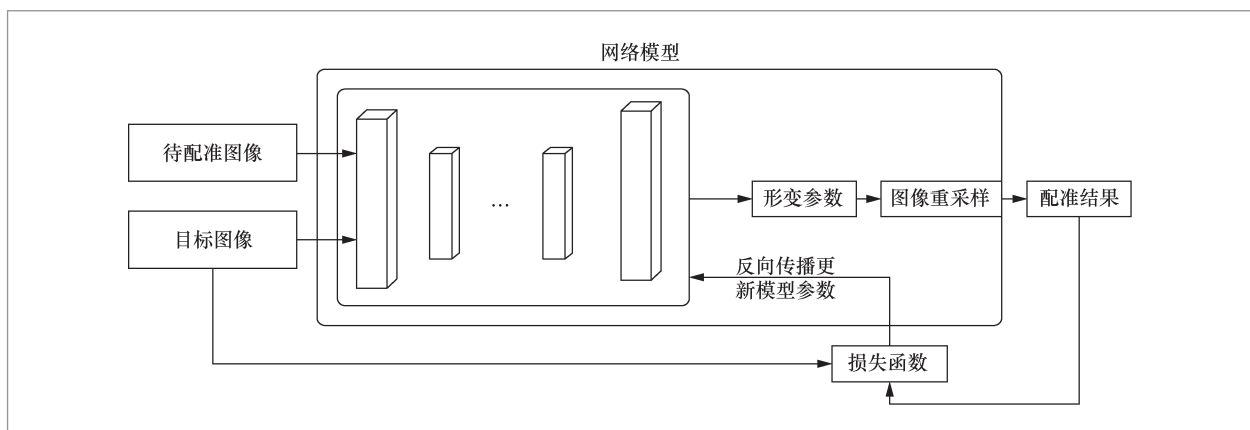 网络模型
待配准图像
目标图像
…
形变参数
图像重采样
配准结果
反向传播更
新模型参数
损失函数